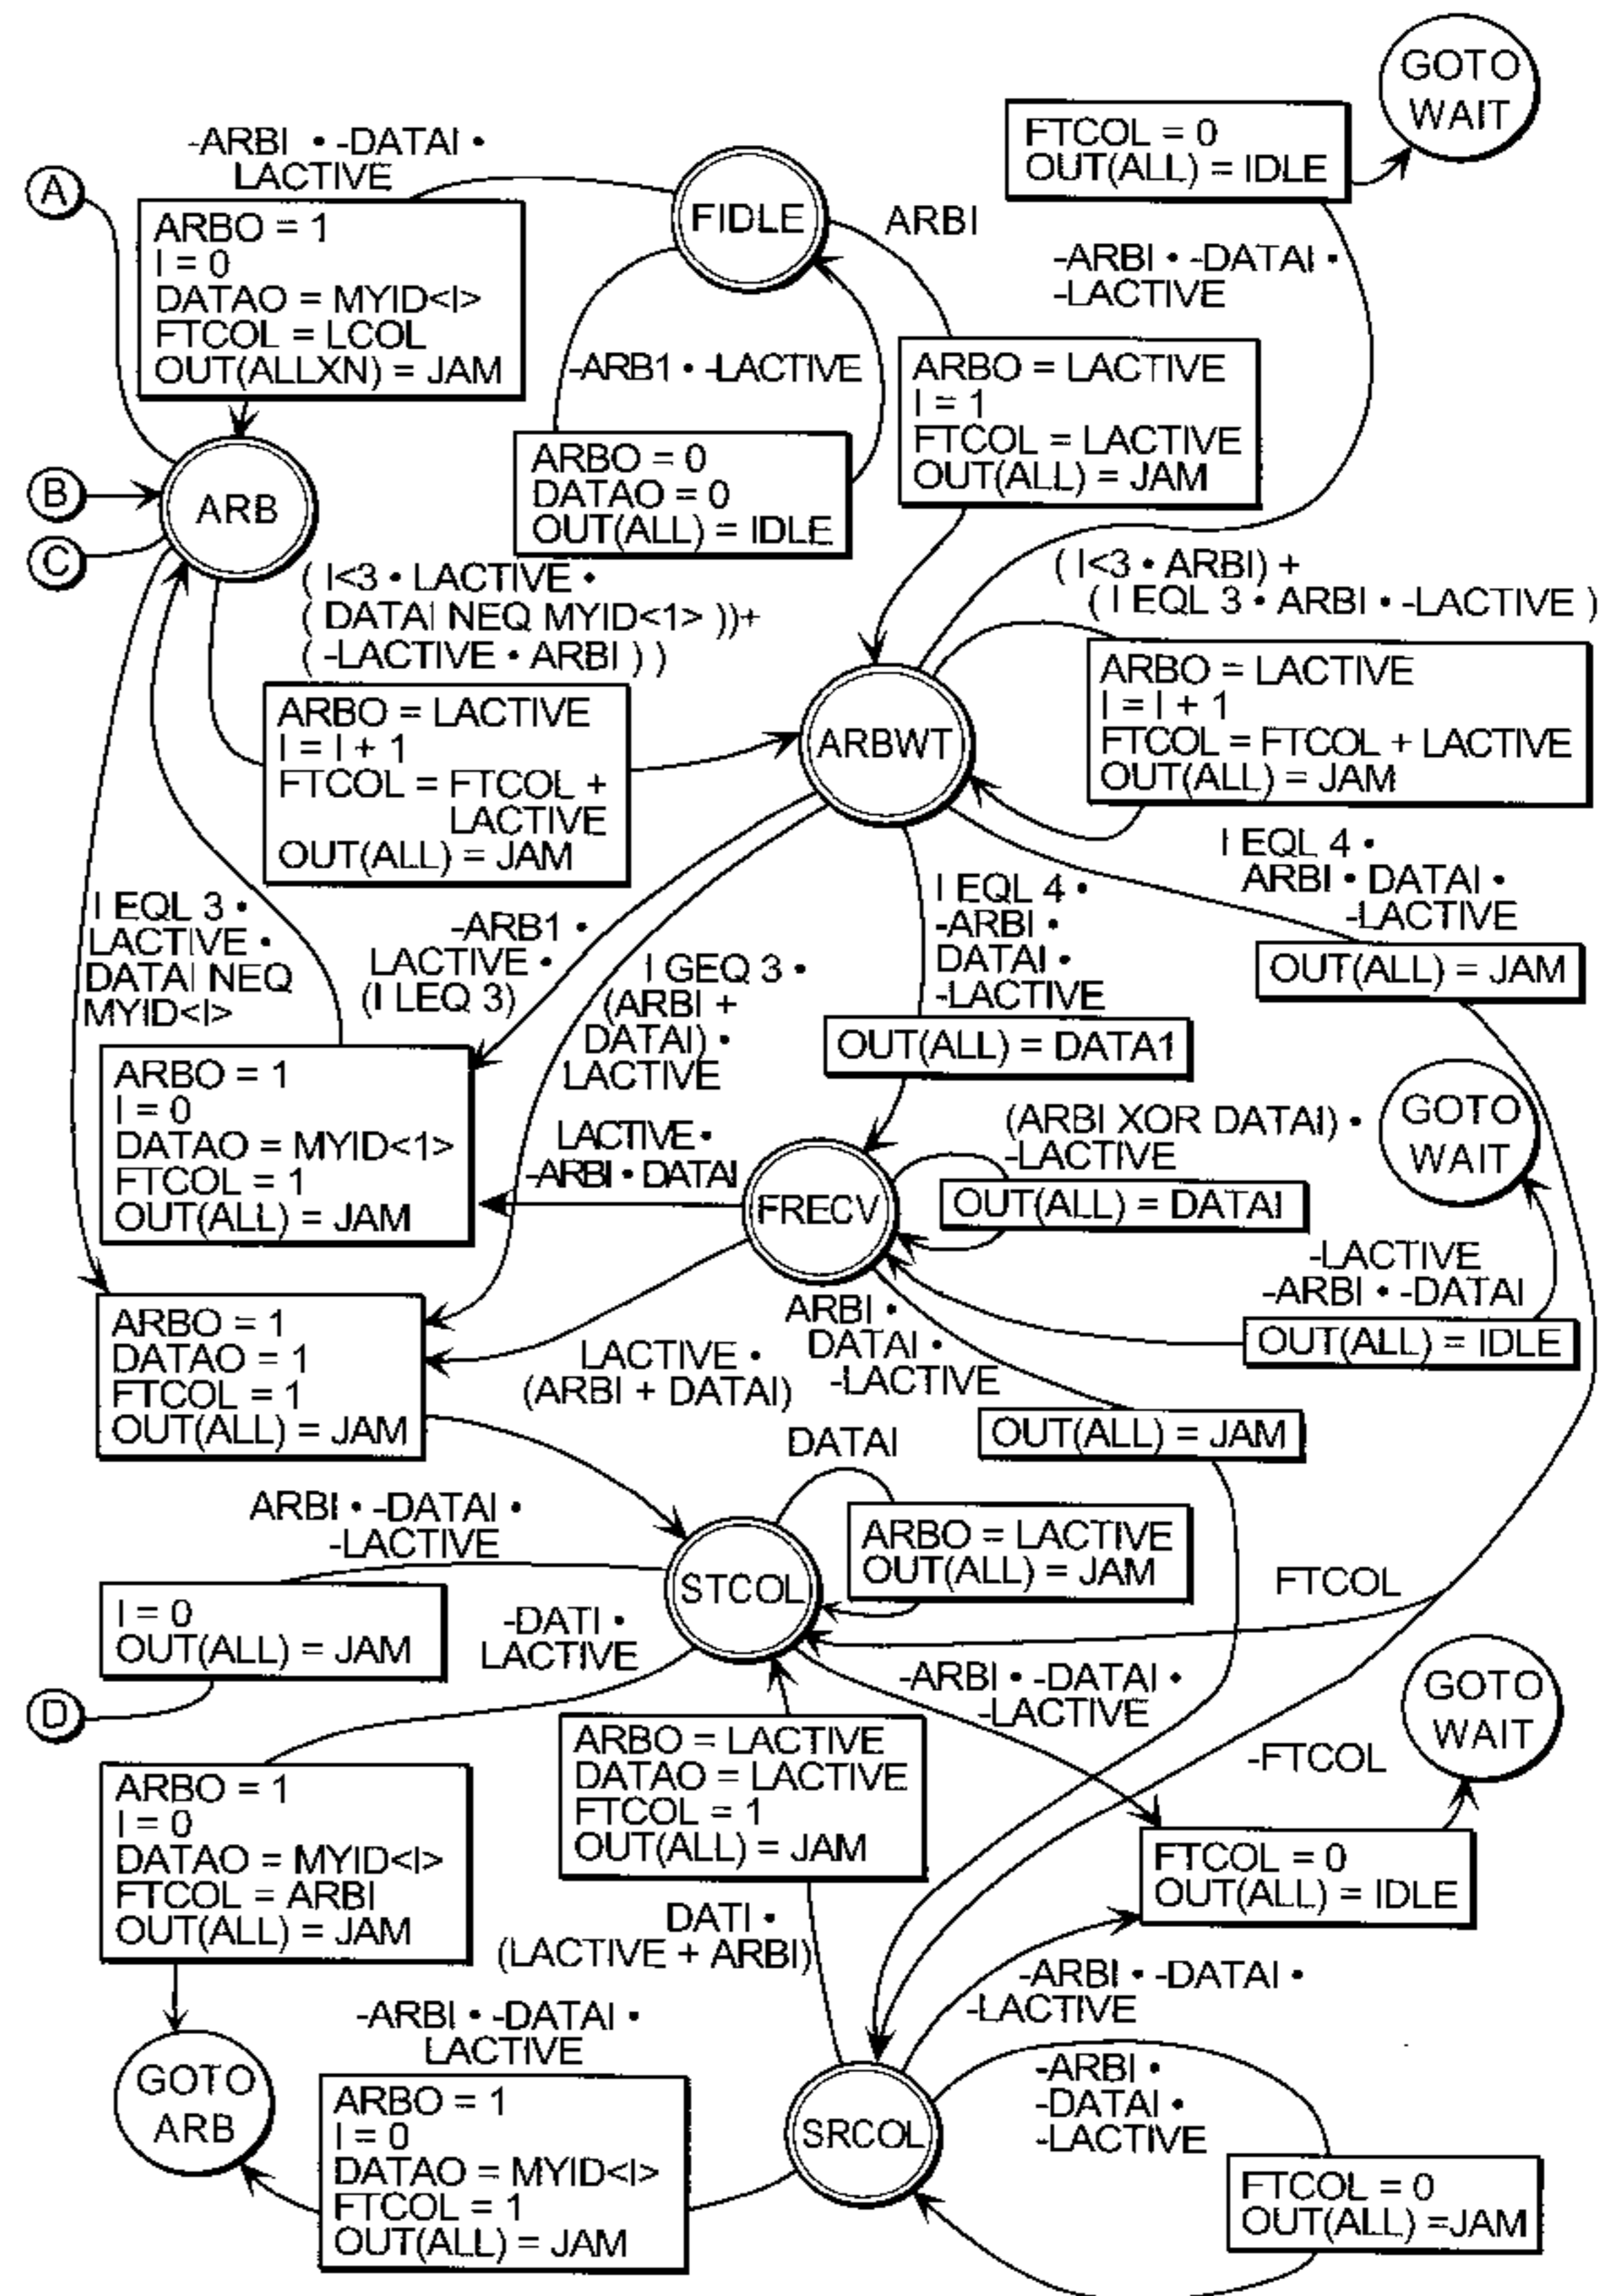 GOTO
WAIT
FTCOL = 0
OUT(ALL) = IDLE
-ARBI • -DATAI •
LACTIVE
A
ARBO = 1
I = 0
DATAO = MYID<I>
FTCOL = LCOL
OUT(ALLXN) = JAM
FIDLE
ARBI
-ARBI • -DATAI •
-LACTIVE
-ARB1 • -LACTIVE
ARBO = LACTIVE
I = 1
FTCOL = LACTIVE
OUT(ALL) = JAM
ARBO = 0
DATAO = 0
OUT(ALL) = IDLE
B
ARB
C
( I<3 • LACTIVE •
( DATAI NEQ MYID<1> ))+
( -LACTIVE • ARBI ) )
( I<3 • ARBI) +
( I EQL 3 • ARBI • -LACTIVE )
ARBO = LACTIVE
I = I + 1
FTCOL = FTCOL +
LACTIVE
OUT(ALL) = JAM
ARBWT
ARBO = LACTIVE
I = I + 1
FTCOL = FTCOL + LACTIVE
OUT(ALL) = JAM
I EQL 4 •
ARBI • DATAI •
-LACTIVE
OUT(ALL) = JAM
I EQL 3 •
LACTIVE •
DATAI NEQ
MYID<I>
-ARB1 •
LACTIVE •
(I LEQ 3)
I GEQ 3 •
(ARBI +
DATAI) •
LACTIVE
I EQL 4 •
-ARBI •
DATAI •
-LACTIVE
OUT(ALL) = DATA1
ARBO = 1
I = 0
DATAO = MYID<1>
FTCOL = 1
OUT(ALL) = JAM
LACTIVE •
-ARBI • DATAI
FRECV
(ARBI XOR DATAI) •
-LACTIVE
OUT(ALL) = DATAI
GOTO
WAIT
-LACTIVE
-ARBI • -DATAI
OUT(ALL) = IDLE
ARBO = 1
DATAO = 1
FTCOL = 1
OUT(ALL) = JAM
LACTIVE •
(ARBI + DATAI)
ARBI •
DATAI •
-LACTIVE
OUT(ALL) = JAM
DATAI
ARBO = LACTIVE
OUT(ALL) = JAM
ARBI • -DATAI •
-LACTIVE
STCOL
I = 0
OUT(ALL) = JAM
D
-DATI •
LACTIVE
FTCOL
-ARBI • -DATAI •
-LACTIVE
GOTO
WAIT
ARBO = LACTIVE
DATAO = LACTIVE
FTCOL = 1
OUT(ALL) = JAM
-FTCOL
ARBO = 1
I = 0
DATAO = MYID<I>
FTCOL = ARBI
OUT(ALL) = JAM
FTCOL = 0
OUT(ALL) = IDLE
DATI •
(LACTIVE + ARBI)
-ARBI • -DATAI •
-LACTIVE
-ARBI • -DATAI •
LACTIVE
GOTO
ARB
ARBO = 1
I = 0
DATAO = MYID<I>
FTCOL = 1
OUT(ALL) = JAM
SRCOL
-ARBI •
-DATAI •
-LACTIVE
FTCOL = 0
OUT(ALL) =JAM